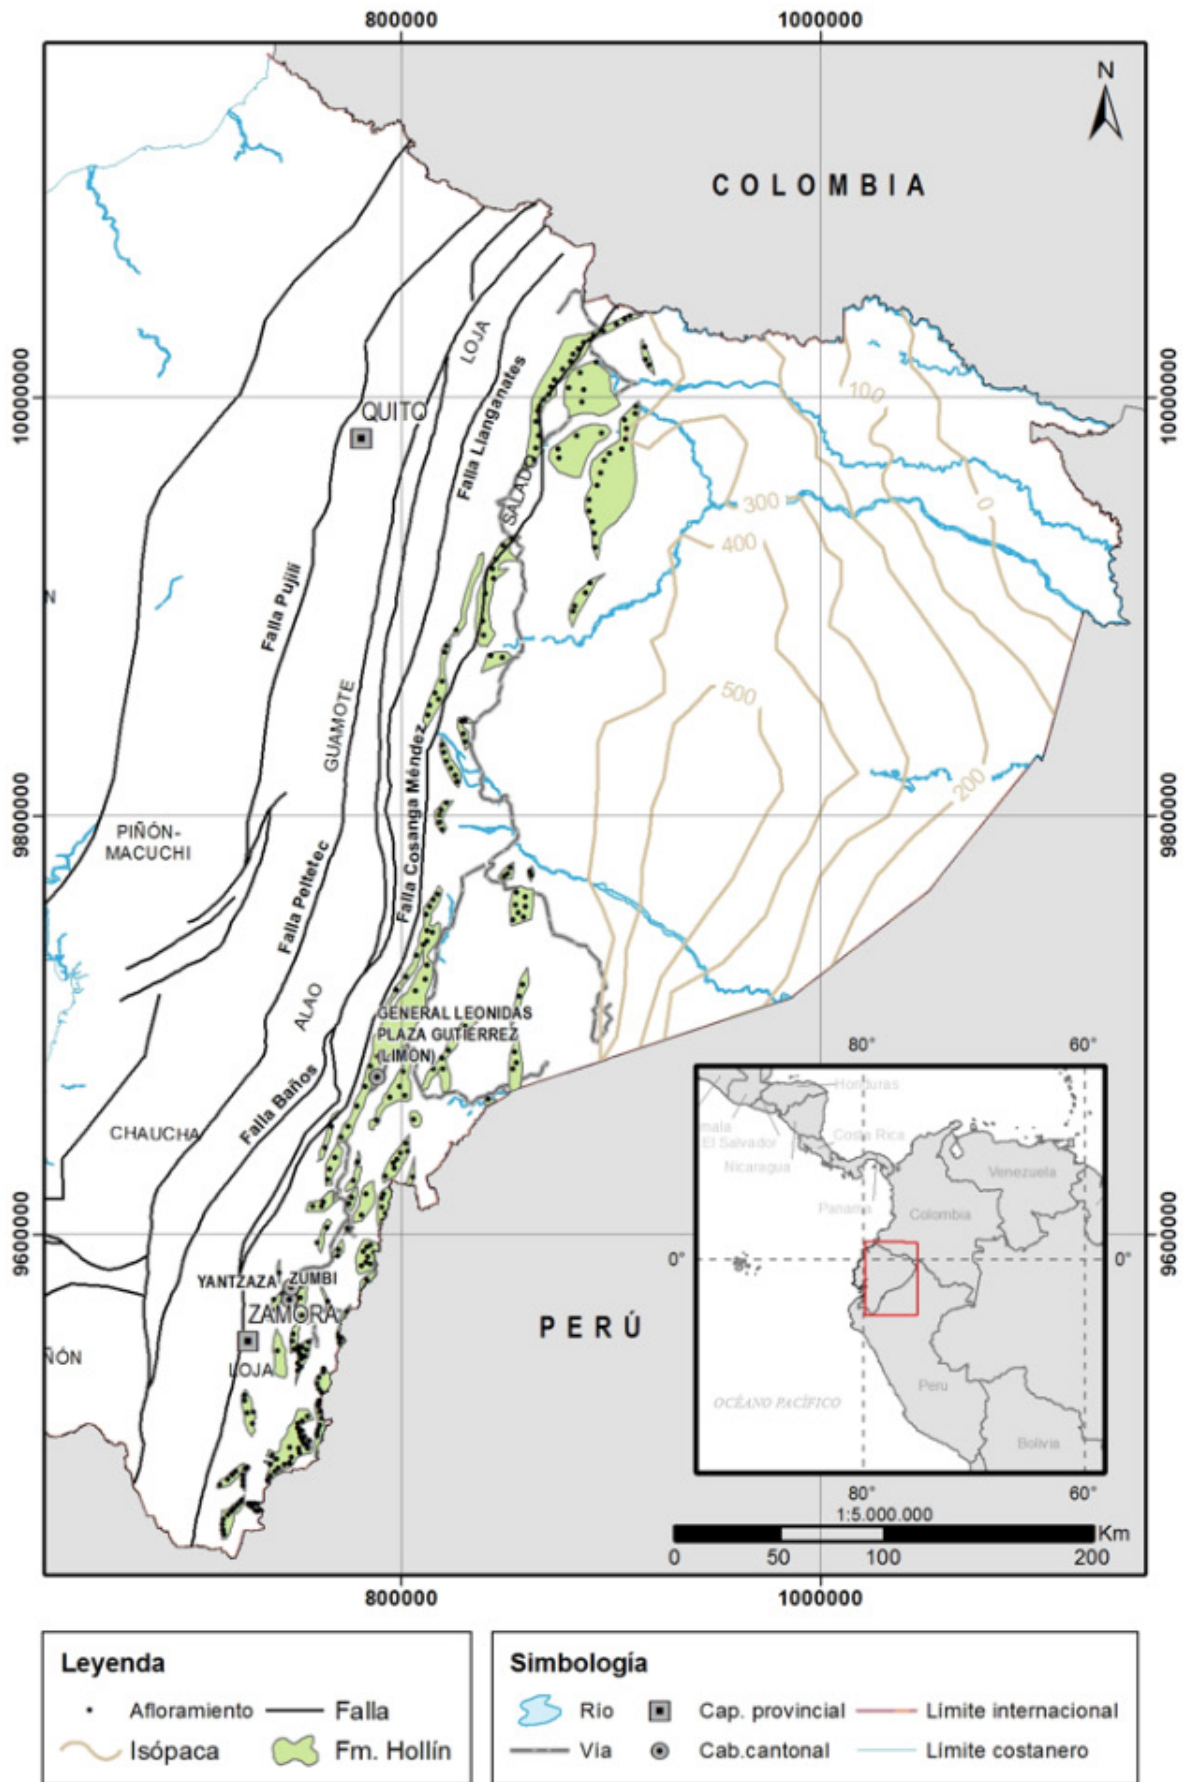 800000
1000000
N
COLOMBIA
10000000
10000000
LOJA
QUITO
Falla Llanganates
SALADO
100
0
300
400
Falla Pujilí
N
GUAMOTE
500
200
Falla Cosanga Méndez
9800000
9800000
PIÑÓN-
MACUCHI
Falla Peltetec
ALAO
GENERAL LEONIDAS
PLAZA GUTIÉRREZ
(LIMÓN)
Falla Baños
CHAUCHA
80°
60°
Honduras
mala
El Salvador
Costa Rica
Nicaragua
Venezuela
Panama
Colombia
0°
0°
Peru
OCÉANO PACÍFICO
Bolivia
80°
60°
9600000
9600000
YANTZAZA
ZUMBI
ZAMORA
LOJA
ÑÓN
PERÚ
1:5.000.000
Km
0
50
100
200
800000
1000000
Leyenda
Afloramiento
Falla
Isópaca
Fm. Hollín
Simbología
Río
Cap. provincial
Límite internacional
Vía
Cab.cantonal
Límite costanero